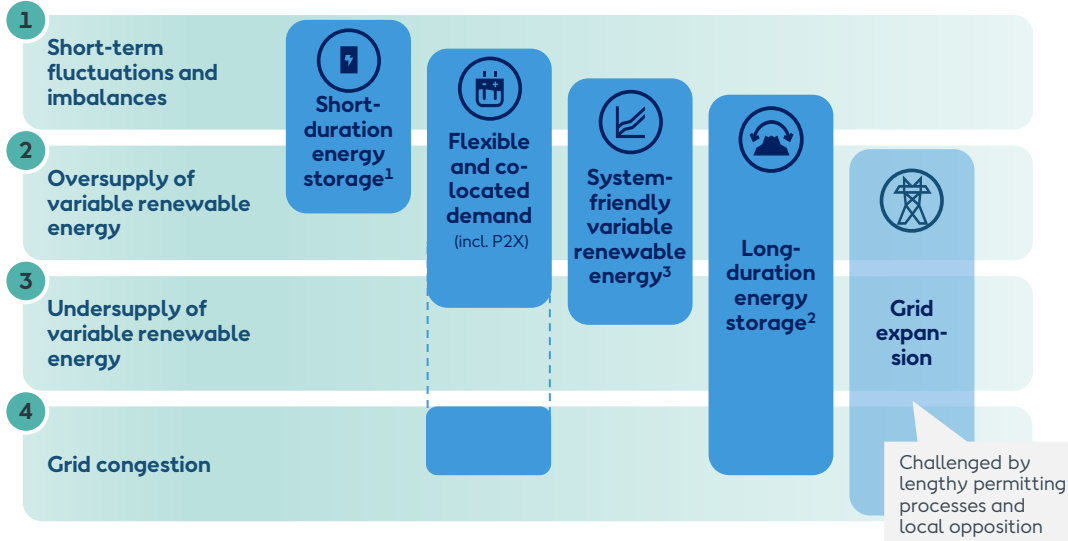 1
Short-term
fluctuations and
imbalances
2
Oversupply of
variable renewable
energy
3
Undersupply of
variable renewable
energy
4
Grid congestion
Short-
duration
energy
storage¹
Flexible
and co-
located
demand
(incl. P2X)
System-
friendly
variable
renewable
energy³
Long-
duration
energy
storage²
Grid
expan-
sion
Challenged by
lengthy permitting
processes and
local opposition